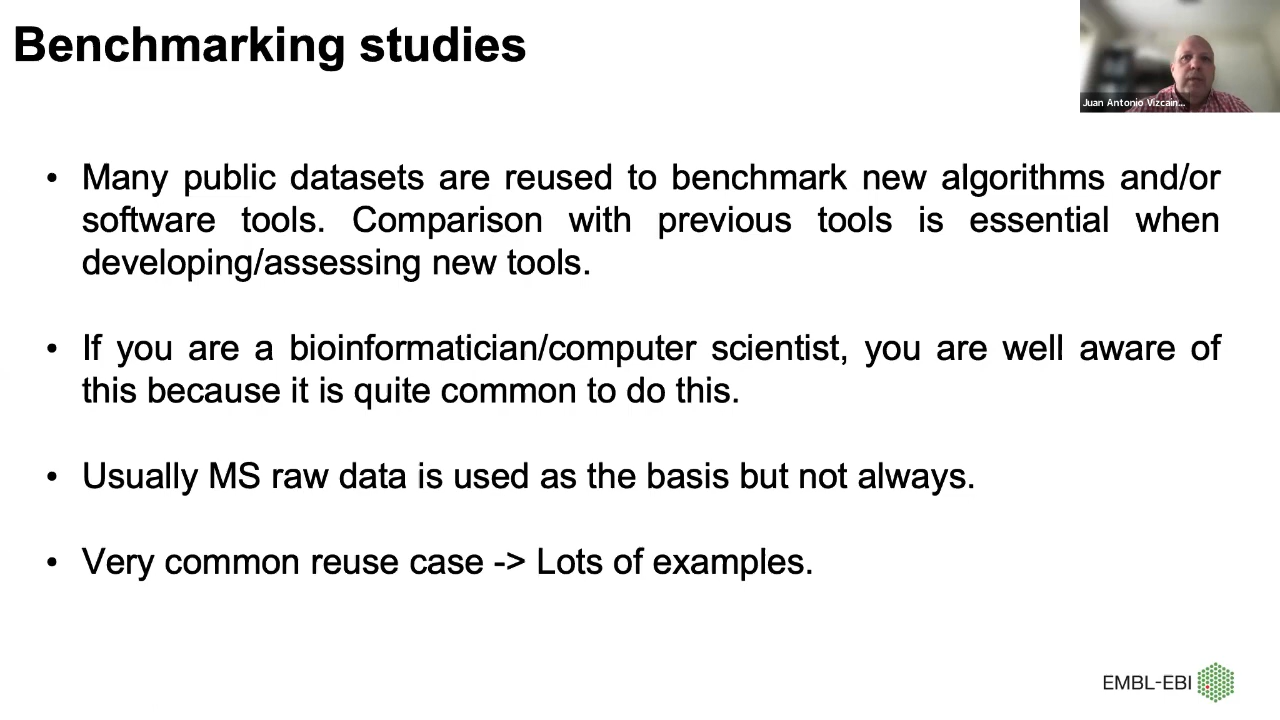 Benchmarking studies
Juan Antonio Vizcain...
• Many public datasets are reused to benchmark new algorithms and/or
software tools. Comparison with previous tools is essential when
developing/assessing new tools.
• If you are a bioinformatician/computer scientist, you are well aware of
this because it is quite common to do this.
• Usually MS raw data is used as the basis but not always.
• Very common reuse case -> Lots of examples.
EMBL-EBI